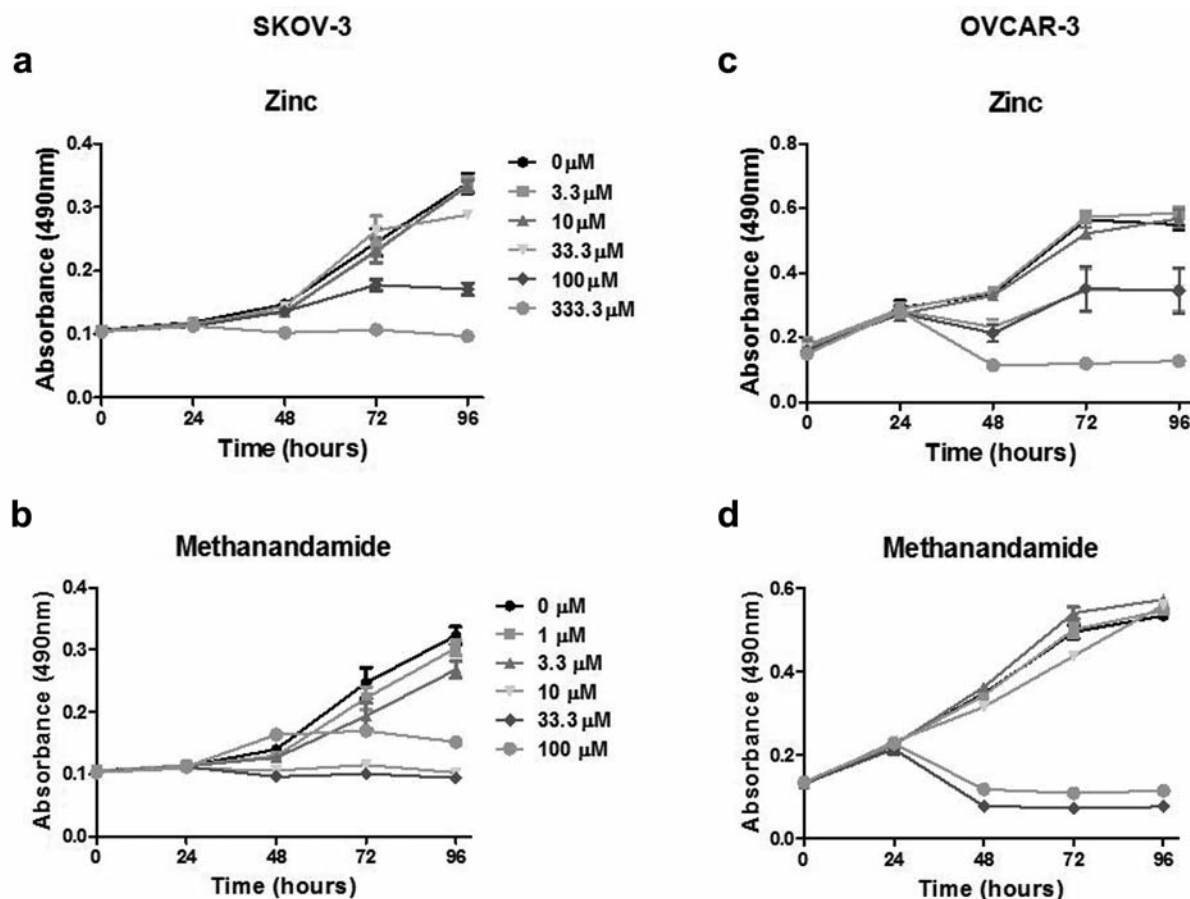 SKOV-3
OVCAR-3
a
Zinc
Absorbance (490nm)
0.4
0.3
0.2
0.1
0.0
0 24 48 72 96
Time (hours)
0 μM
3.3 μM
10 μM
33.3 μM
100 μM
333.3 μM
c
Zinc
Absorbance (490nm)
0.8
0.6
0.4
0.2
0.0
0 24 48 72 96
Time (hours)
b
Methanandamide
Absorbance (490nm)
0.4
0.3
0.2
0.1
0.0
0 24 48 72 96
Time (hours)
0 μM
1 μM
3.3 μM
10 μM
33.3 μM
100 μM
d
Methanandamide
Absorbance (490nm)
0.6
0.4
0.2
0.0
0 24 48 72 96
Time (hours)